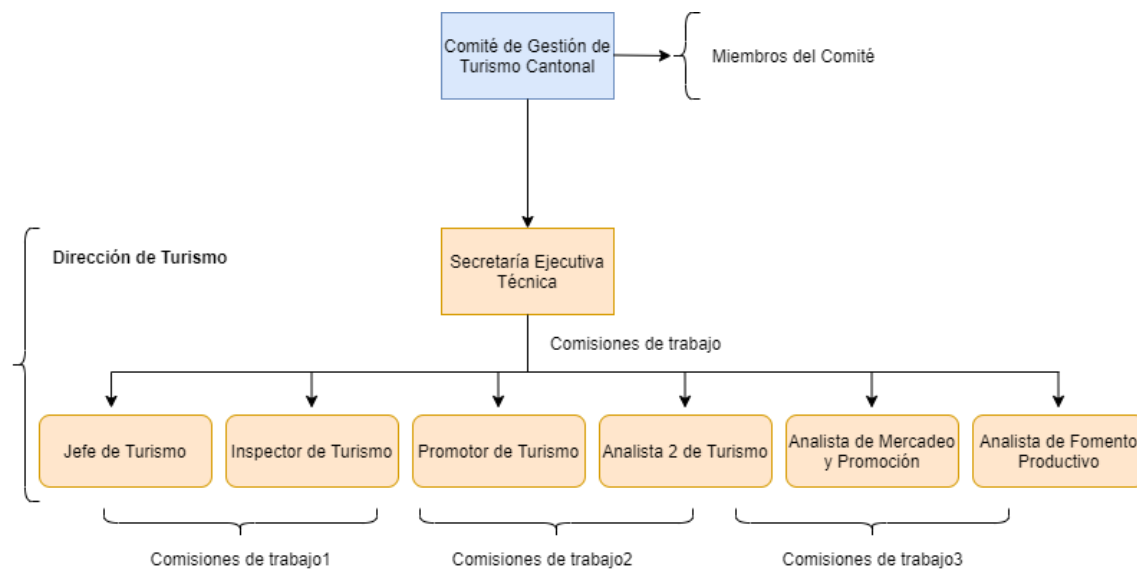 Comité de Gestión de
Turismo Cantonal
Miembros del Comité
Dirección de Turismo
Secretaría Ejecutiva
Técnica
Comisiones de trabajo
Jefe de Turismo
Inspector de Turismo
Promotor de Turismo
Analista 2 de Turismo
Analista de Mercadeo
y Promoción
Analista de Fomento
Productivo
Comisiones de trabajo1
Comisiones de trabajo2
Comisiones de trabajo3